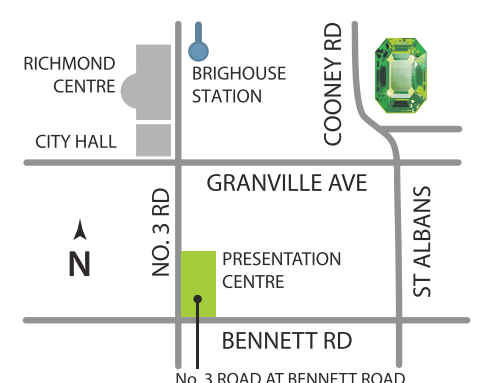 RICHMOND
CENTRE
BRIGHOUSE
STATION
COONEY RD
CITY HALL
GRANVILLE AVE
NO. 3 RD
ST ALBANS
N
PRESENTATION
CENTRE
BENNETT RD
No. 3 ROAD AT BENNETT ROAD